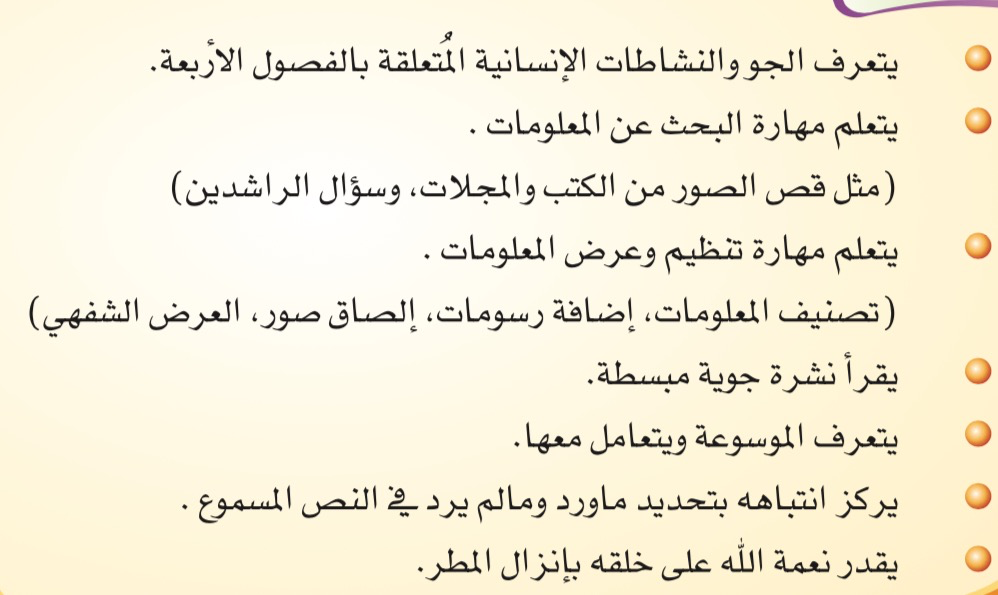 يتعرف الجو والنشاطات الإنسانية المُتعلقة بالفصول الأربعة.
يتعلم مهارة البحث عن المعلومات .
(مثل قص الصور من الكتب والمجلات، وسؤال الراشدين)
يتعلم مهارة تنظيم وعرض المعلومات .
(تصنيف المعلومات، إضافة رسومات، إلصاق صور، العرض الشفهي)
يقرأ نشرة جوية مبسطة.
يتعرف الموسوعة ويتعامل معها.
يركز انتباهه بتحديد ماورد ومالم يرد في النص المسموع .
يقدر نعمة الله على خلقه بإنزال المطر.